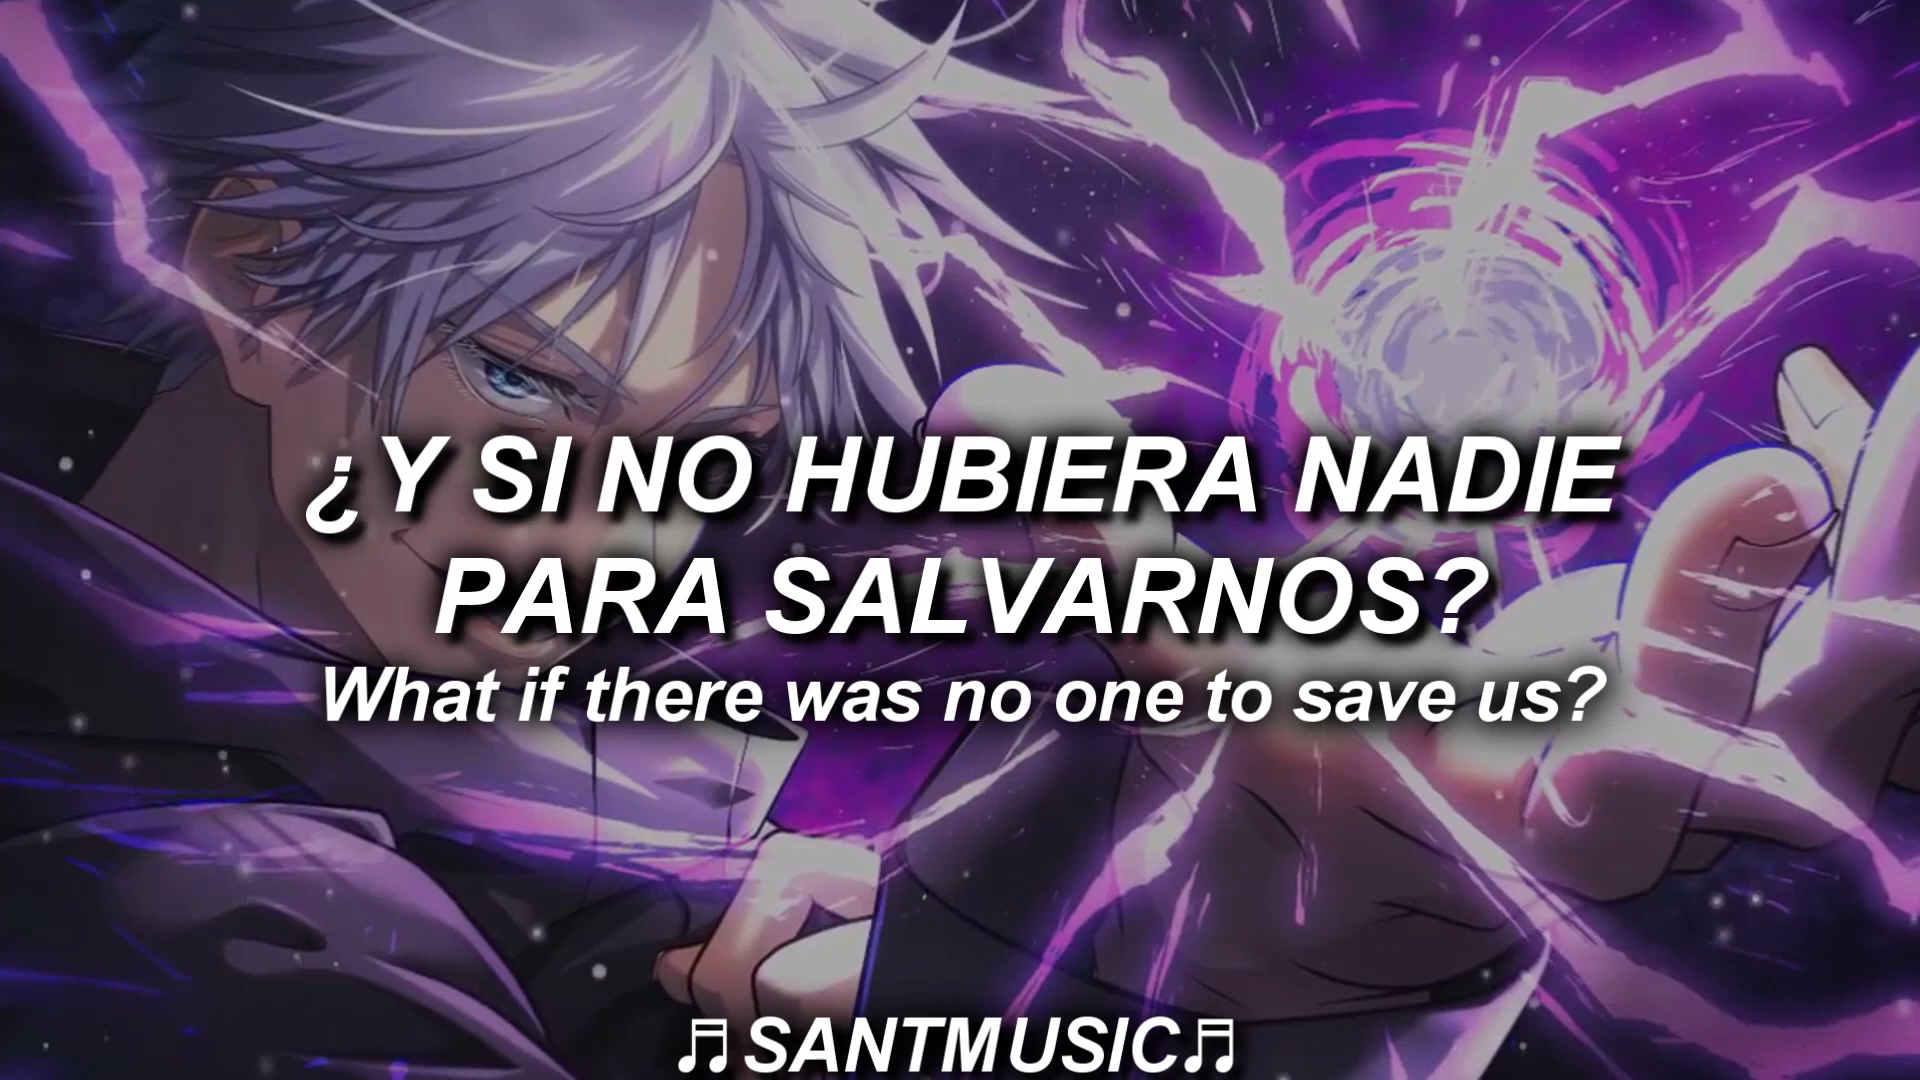 ¿Y SI NO HUBIERA NADIE
PARA SALVARNOS?
What if there was no one to save us?
♬SANTMUSIC♬